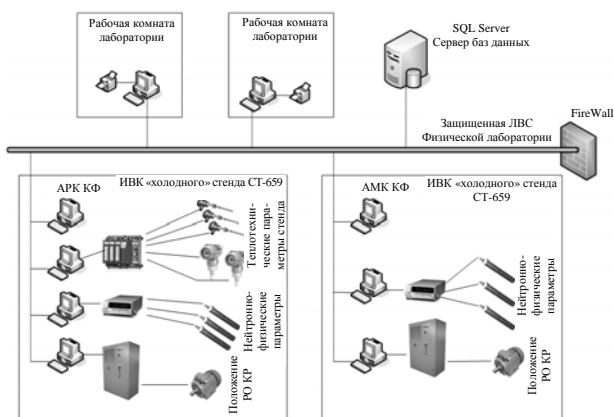 Рабочая комната
лаборатории
Рабочая комната
лаборатории
SQL Server
Сервер баз данных
Защищенная ЛВС
Физической лаборатории
FireWall
АРК КФ
ИВК «холодного» стенда СТ-659
Теплотехни-
ческие пара-
метры стенда
Нейтронно-
физические
параметры
Положение
РО КР
АМК КФ
ИВК «холодного» стенда
СТ-659
Нейтронно-
физические
параметры
Положение
РО КР